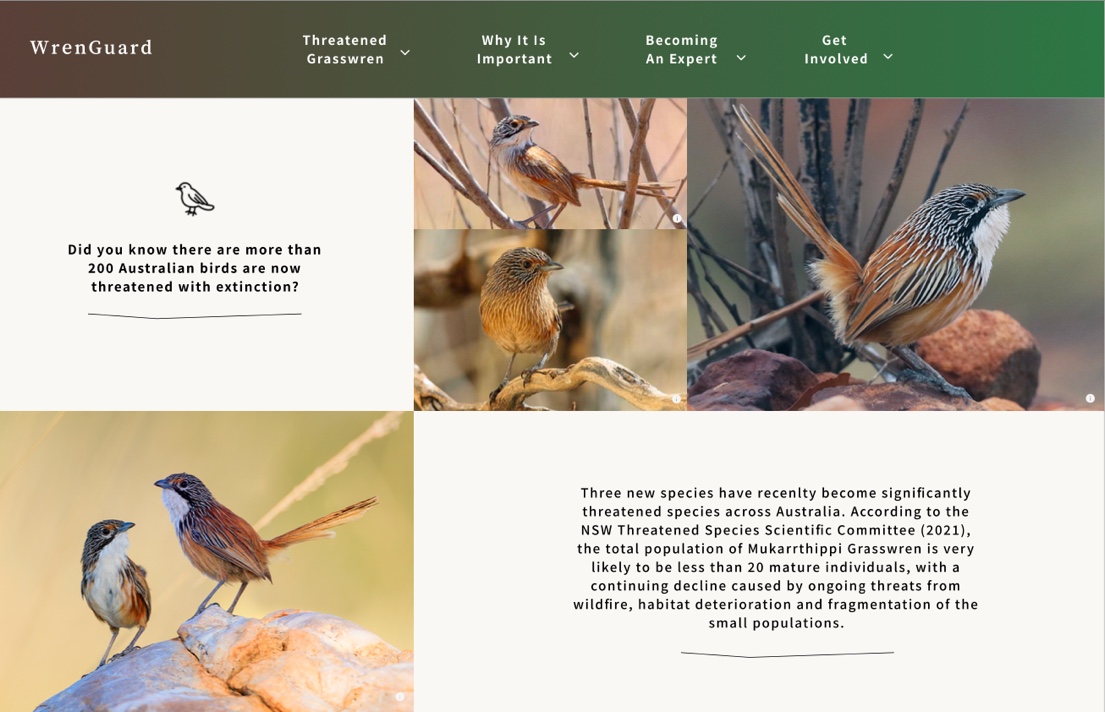 WrenGuard
Threatened
Grasswren
Why It Is
Important
Becoming
An Expert
Get
Involved
Did you know there are more than
200 Australian birds are now
threatened with extinction?
Three new species have recenlty become significantly
threatened species across Australia. According to the
NSW Threatened Species Scientific Committee (2021),
the total population of Mukarrthippi Grasswren is very
likely to be less than 20 mature individuals, with a
continuing decline caused by ongoing threats from
wildfire, habitat deterioration and fragmentation of the
small populations.